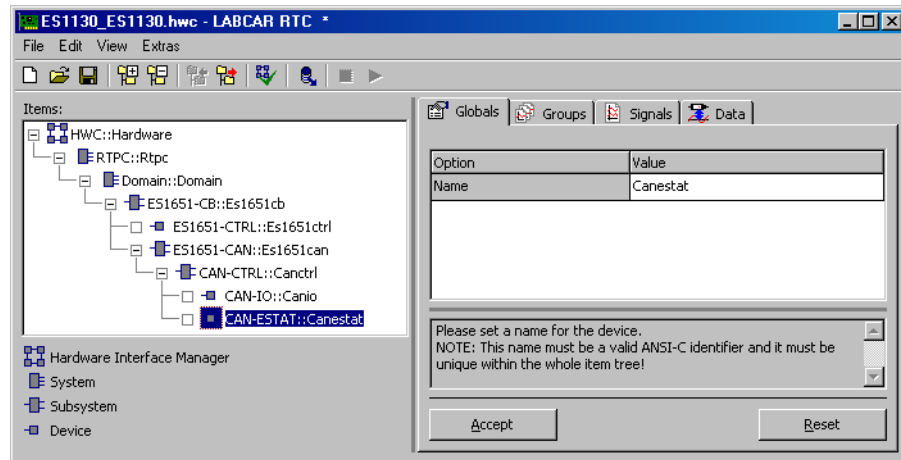 ES1130_ES1130.hwc - LABCAR RTC *
File Edit View Extras
Items:
HWC::Hardware
RTPC::Rtpc
Domain::Domain
ES1651-CB::Es1651cb
ES1651-CTRL::Es1651ctrl
ES1651-CAN::Es1651can
CAN-CTRL::Canctrl
CAN-IO::Canio
CAN-ESTAT::Canestat
Hardware Interface Manager
System
Subsystem
Device
Globals Groups Signals Data
Option Value
Name Canestat
Please set a name for the device.
NOTE: This name must be a valid ANSI-C identifier and it must be
unique within the whole item tree!
Accept Reset